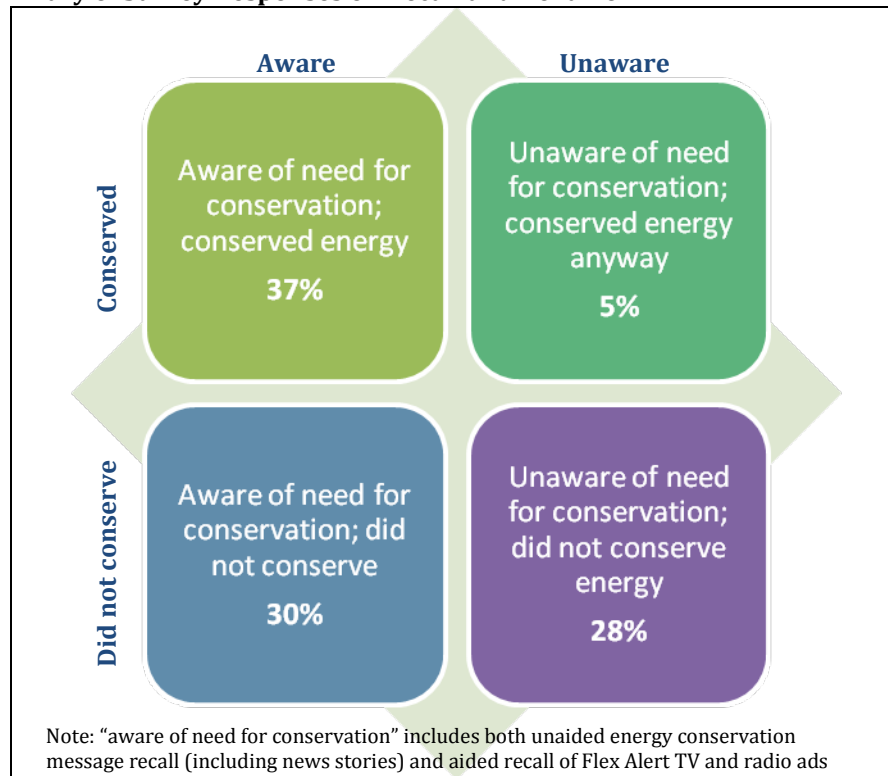 Aware
Unaware
Conserved
Aware of need for
conservation;
conserved energy
37%
Unaware of need
for conservation;
conserved energy
anyway
5%
Did not conserve
Aware of need for
conservation; did
not conserve
30%
Unaware of need
for conservation;
did not conserve
energy
28%
Note: “aware of need for conservation” includes both unaided energy conservation
message recall (including news stories) and aided recall of Flex Alert TV and radio ads